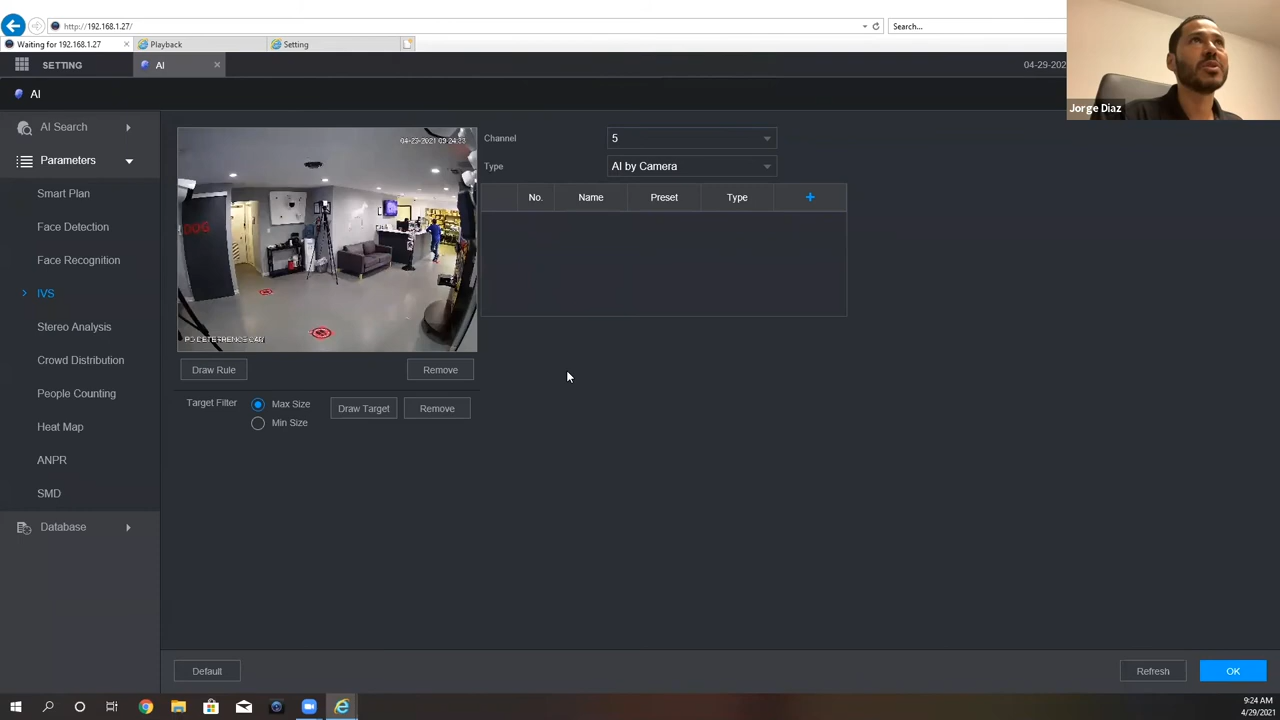 http://192.168.1.27/
Search...
Waiting for 192.168.1.27
Playback
Setting
SETTING
AI
04-29-202
Jorge Diaz
AI
AI Search
Parameters
Smart Plan
Face Detection
Face Recognition
IVS
Stereo Analysis
Crowd Distribution
People Counting
Heat Map
ANPR
SMD
Database
Channel
5
Type
AI by Camera
No.
Name
Preset
Type
+
Draw Rule
Remove
Target Filter
Max Size
Min Size
Draw Target
Remove
Default
Refresh
OK
9:24 AM
4/29/2021